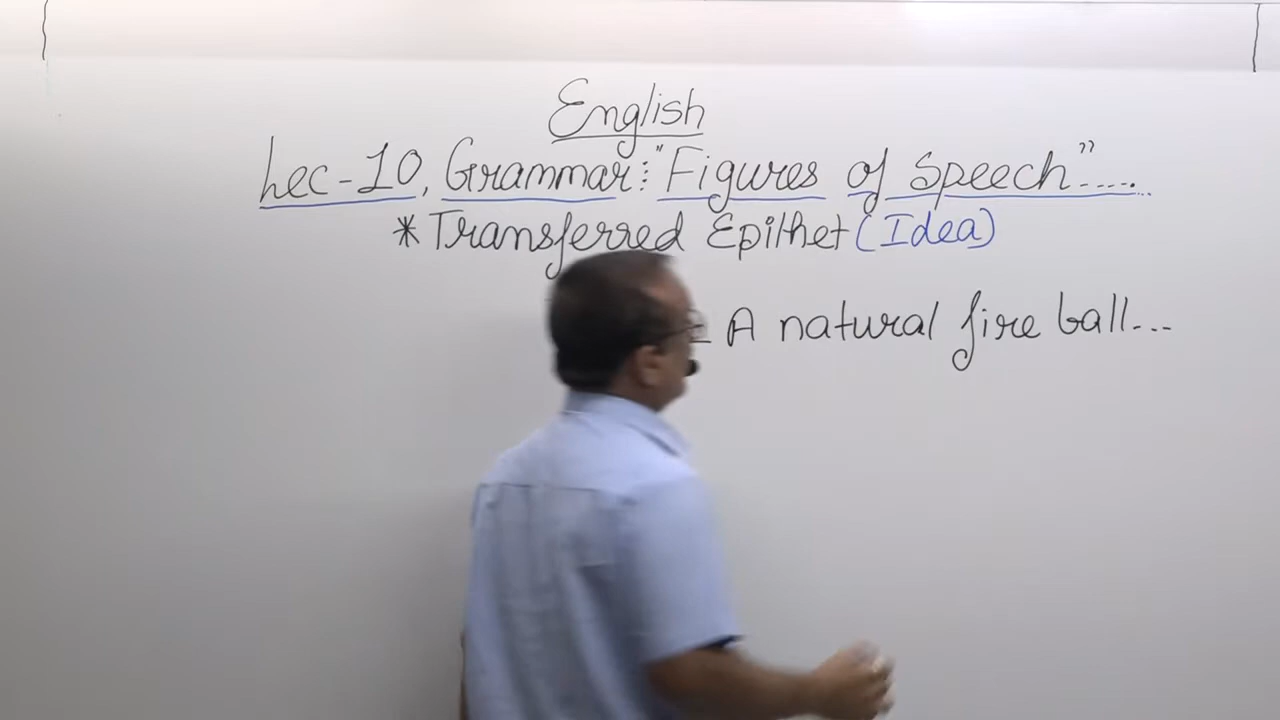 English
Lec-10, Grammar: "Figures of Speech".....
* Transferred Epithet (Idea)
A natural fire ball...